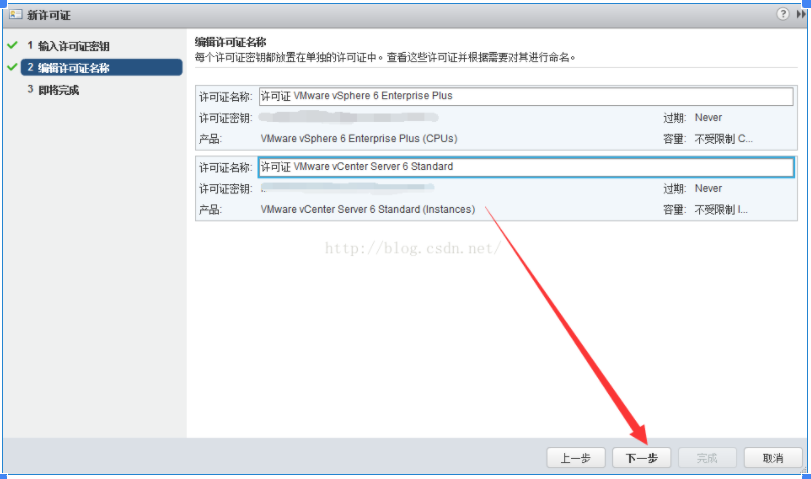 新许可证
1 输入许可证密钥
2 编辑许可证名称
3 即将完成
编辑许可证名称
每个许可证密钥都放置在单独的许可证中。查看这些许可证并根据需要对其进行命名。
许可证名称: 许可证 VMware vSphere 6 Enterprise Plus
许可证密钥: 过期: Never
产品: VMware vSphere 6 Enterprise Plus (CPUs) 容量: 不受限制 C...
许可证名称: 许可证 VMware vCenter Server 6 Standard
许可证密钥: 过期: Never
产品: VMware vCenter Server 6 Standard (Instances) 容量: 不受限制 I...
http://blog.csdn.net/
上一步 下一步 完成 取消